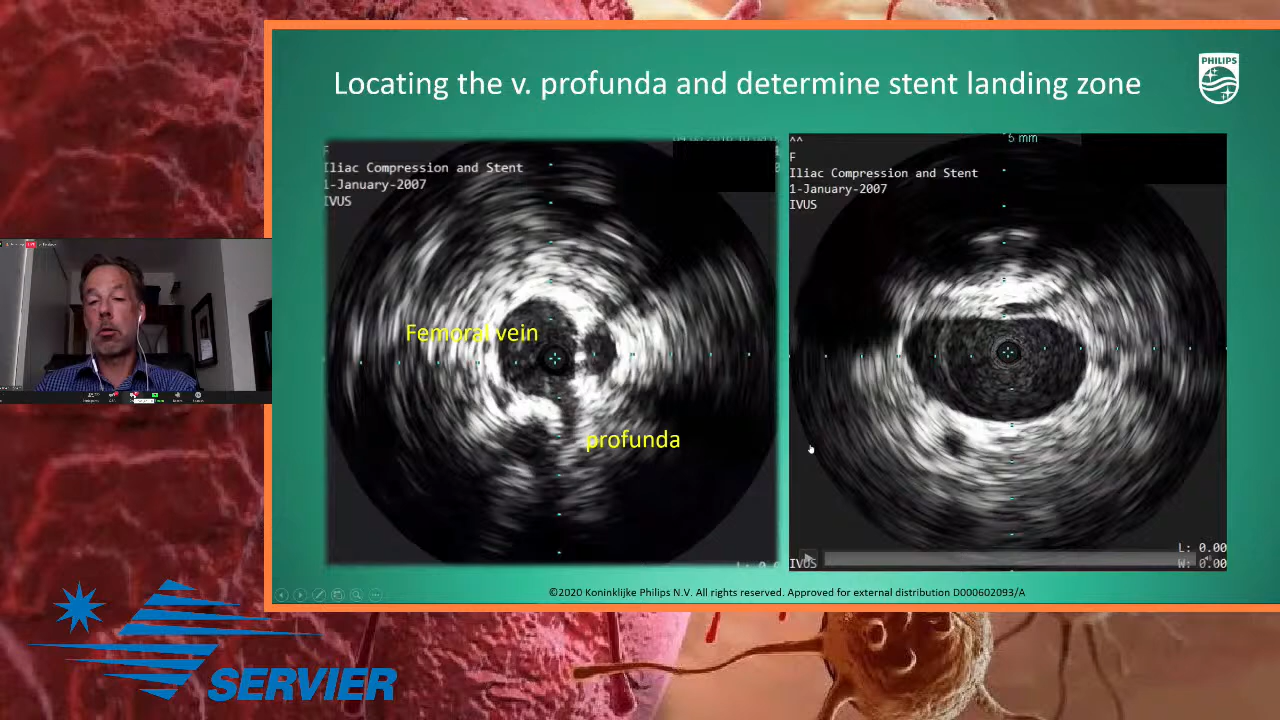 Locating the v. profunda and determine stent landing zone
PHILIPS
F
Iliac Compression and Stent
1-January-2007
IVUS
Femoral vein
profunda
^^
5 mm
F
Iliac Compression and Stent
1-January-2007
IVUS
L: 0.00
W: 0.00
IVUS
©2020 Koninklijke Philips N.V. All rights reserved. Approved for external distribution D000602093/A
SERVIER